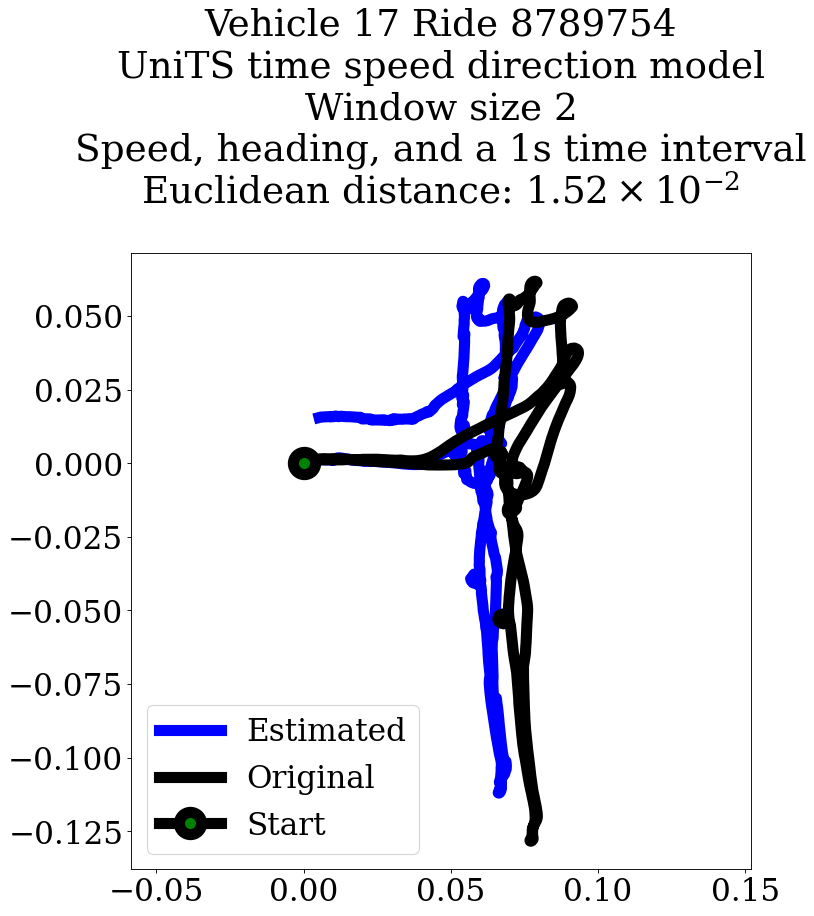 Vehicle 17 Ride 8789754
UniTS time speed direction model
Window size 2
Speed, heading, and a 1s time interval
Euclidean distance: $1.52 \times 10^{-2}$
0.050
0.025
0.000
−0.025
−0.050
−0.075
−0.100
−0.125
Estimated
Original
Start
−0.05 0.00 0.05 0.10 0.15